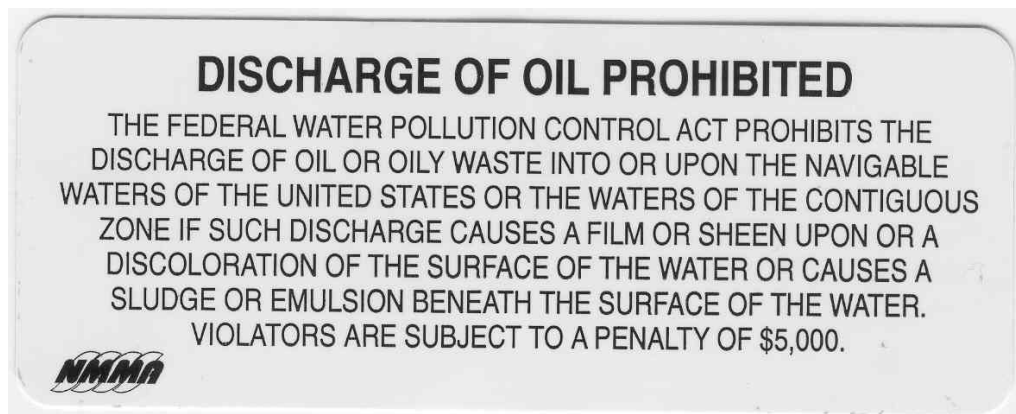 DISCHARGE OF OIL PROHIBITED
THE FEDERAL WATER POLLUTION CONTROL ACT PROHIBITS THE
DISCHARGE OF OIL OR OILY WASTE INTO OR UPON THE NAVIGABLE
WATERS OF THE UNITED STATES OR THE WATERS OF THE CONTIGUOUS
ZONE IF SUCH DISCHARGE CAUSES A FILM OR SHEEN UPON OR A
DISCOLORATION OF THE SURFACE OF THE WATER OR CAUSES A
SLUDGE OR EMULSION BENEATH THE SURFACE OF THE WATER.
VIOLATORS ARE SUBJECT TO A PENALTY OF $5,000.
NMMA